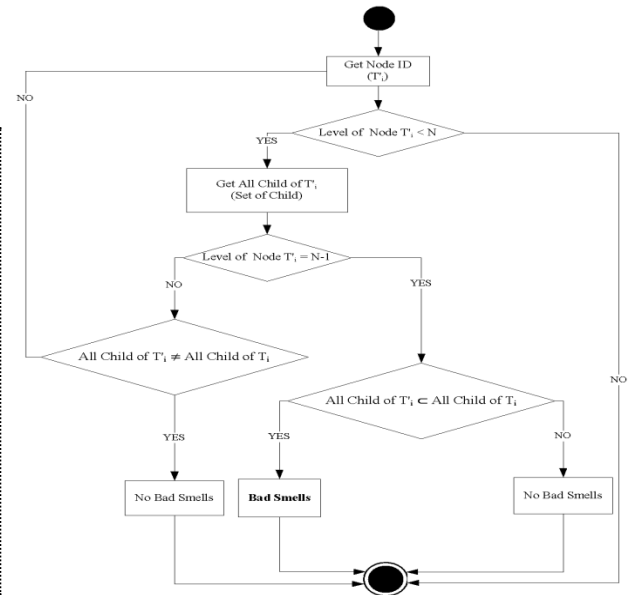 Get Node ID
(T'ᵢ)
NO
Level of Node T'ᵢ < N
YES
Get All Child of T'ᵢ
(Set of Child)
Level of Node T'ᵢ = N-1
NO
YES
All Child of T'ᵢ ≠ All Child of Tᵢ
NO
All Child of T'ᵢ ⊂ All Child of Tᵢ
YES
YES
NO
No Bad Smells
Bad Smells
No Bad Smells